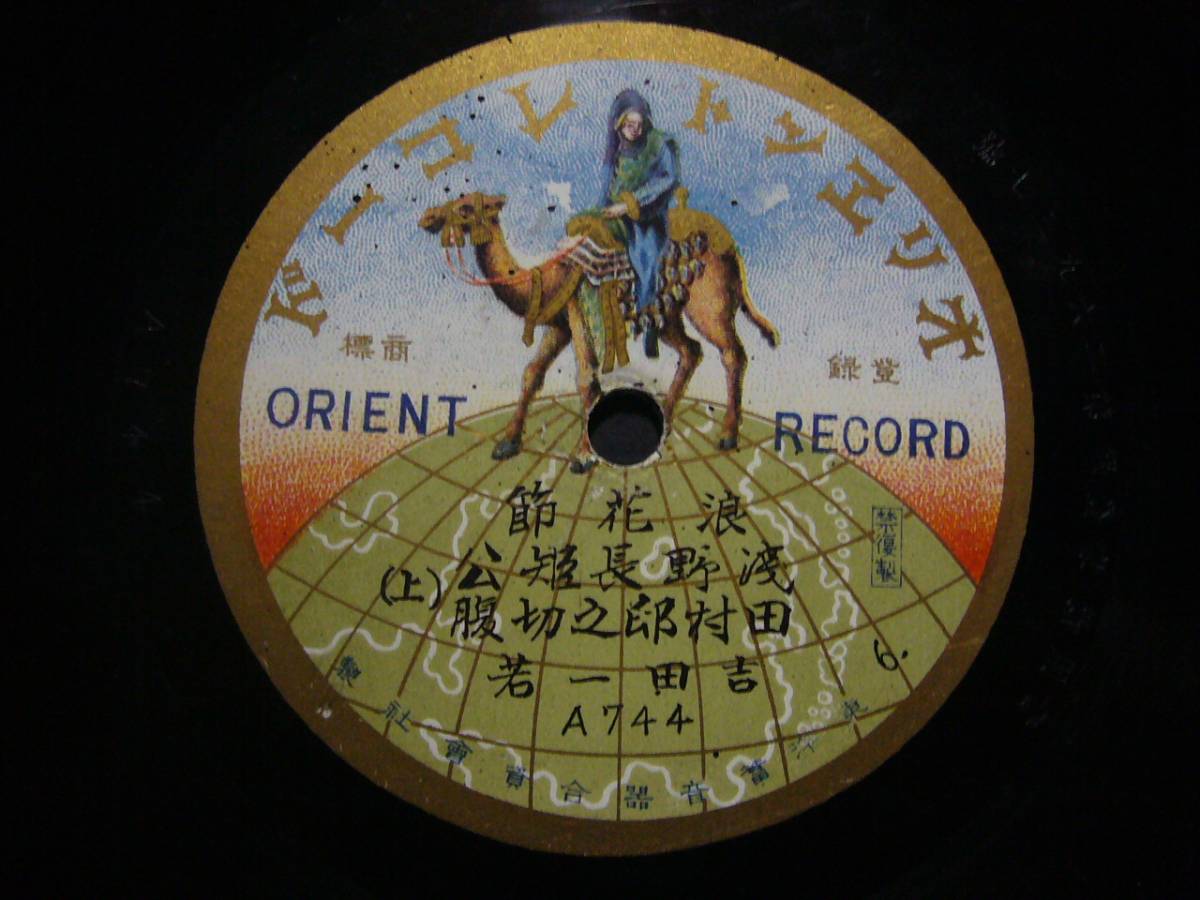 オリエントレコード
登録
商標
ORIENT RECORD
禁復製
浪花節
浅野長矩公
田村邸之切腹
(上)
吉田一若
6.
A744
東洋蓄音器合資會社製